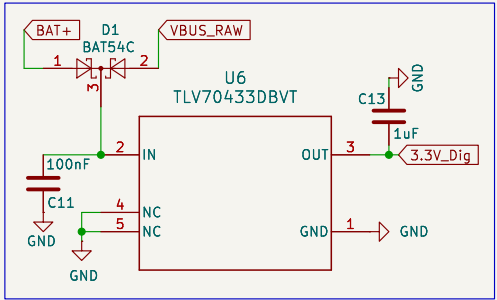 BAT+
D1
BAT54C
VBUS_RAW
1
2
3
U6
TLV70433DBVT
GND
C13
1uF
100nF
C11
GND
2
IN
OUT
3
3.3V_Dig
4
NC
5
NC
GND
1
GND
GND